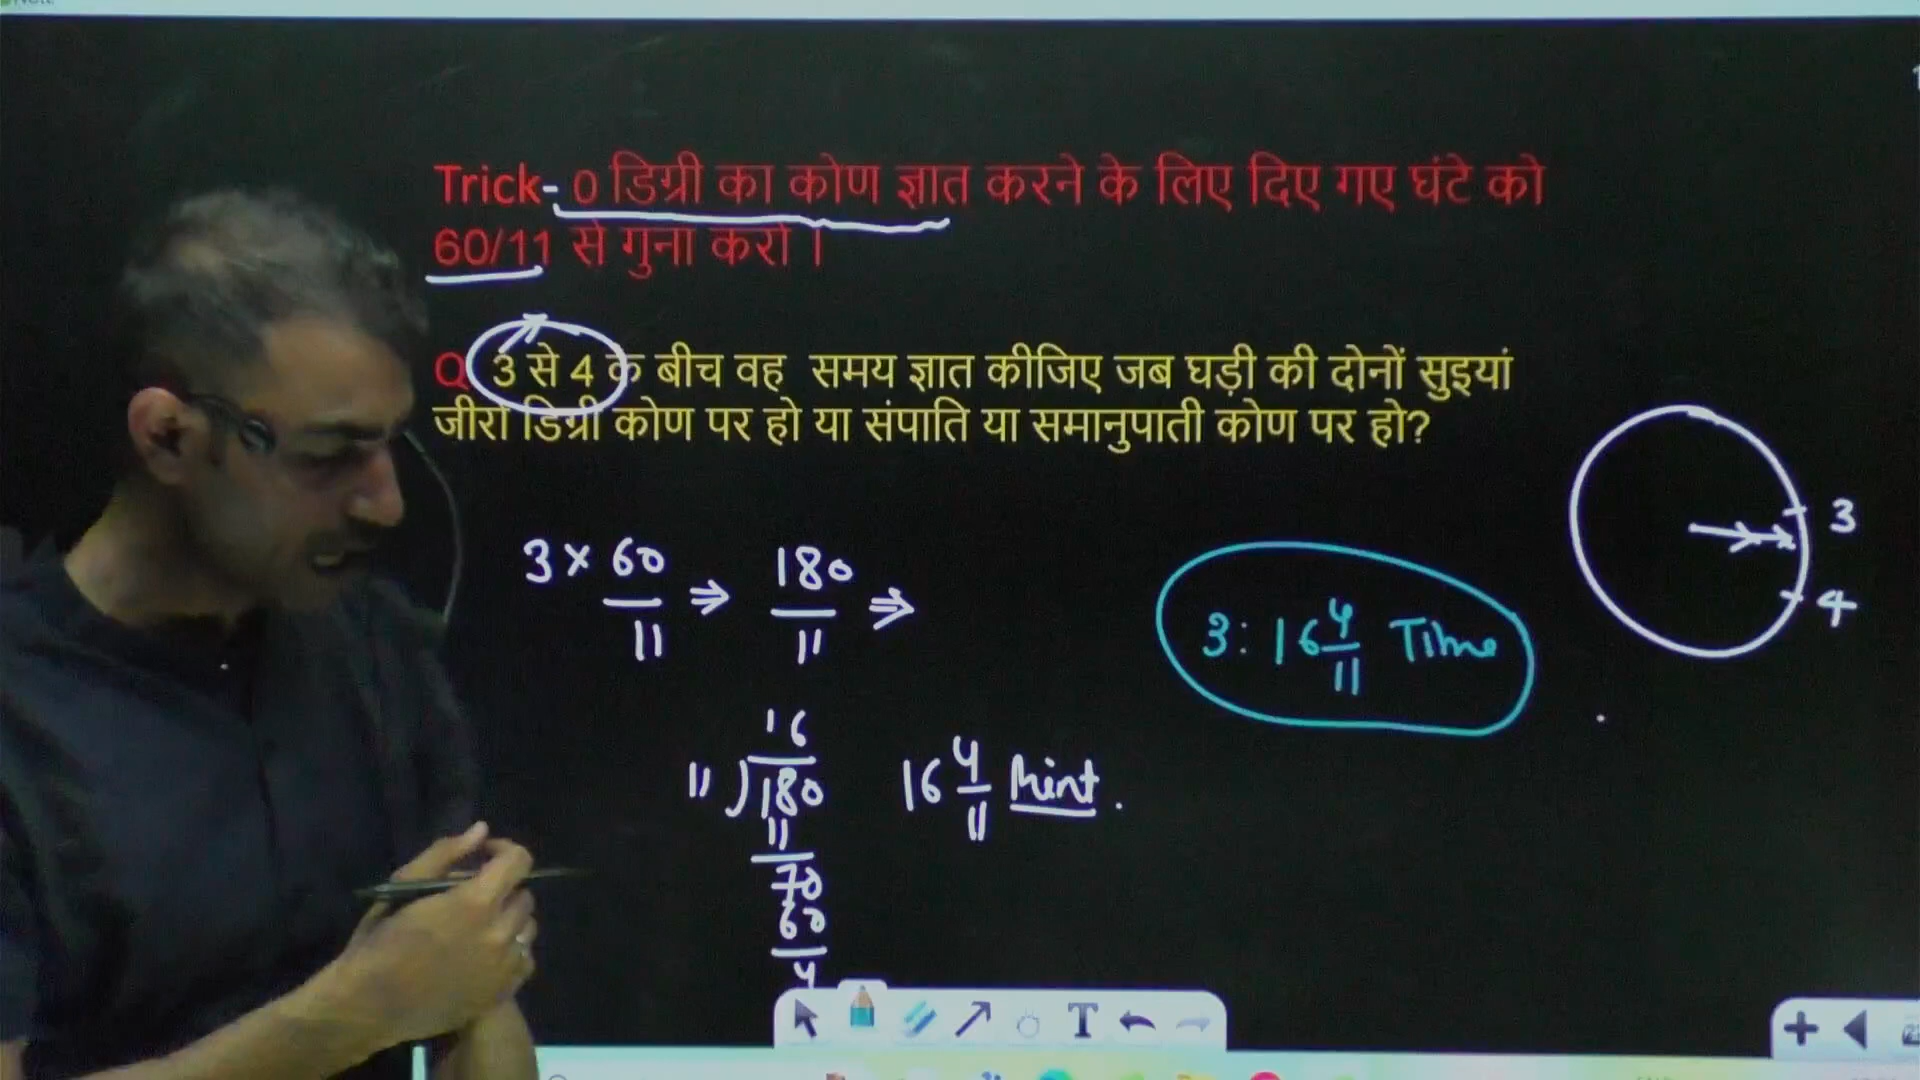 Trick- 0 डिग्री का कोण ज्ञात करने के लिए दिए गए घंटे को
60/11 से गुना करो ।
Q 3 से 4 के बीच वह समय ज्ञात कीजिए जब घड़ी की दोनों सुइयां
जीरो डिग्री कोण पर हो या संपाति या समानुपाती कोण पर हो?
3 × 60/11 ⇒ 180/11 ⇒
3
4
3: 16 4/11 Time
16
11 ) 180
11
70
60
4
16 4/11 Mint.
T